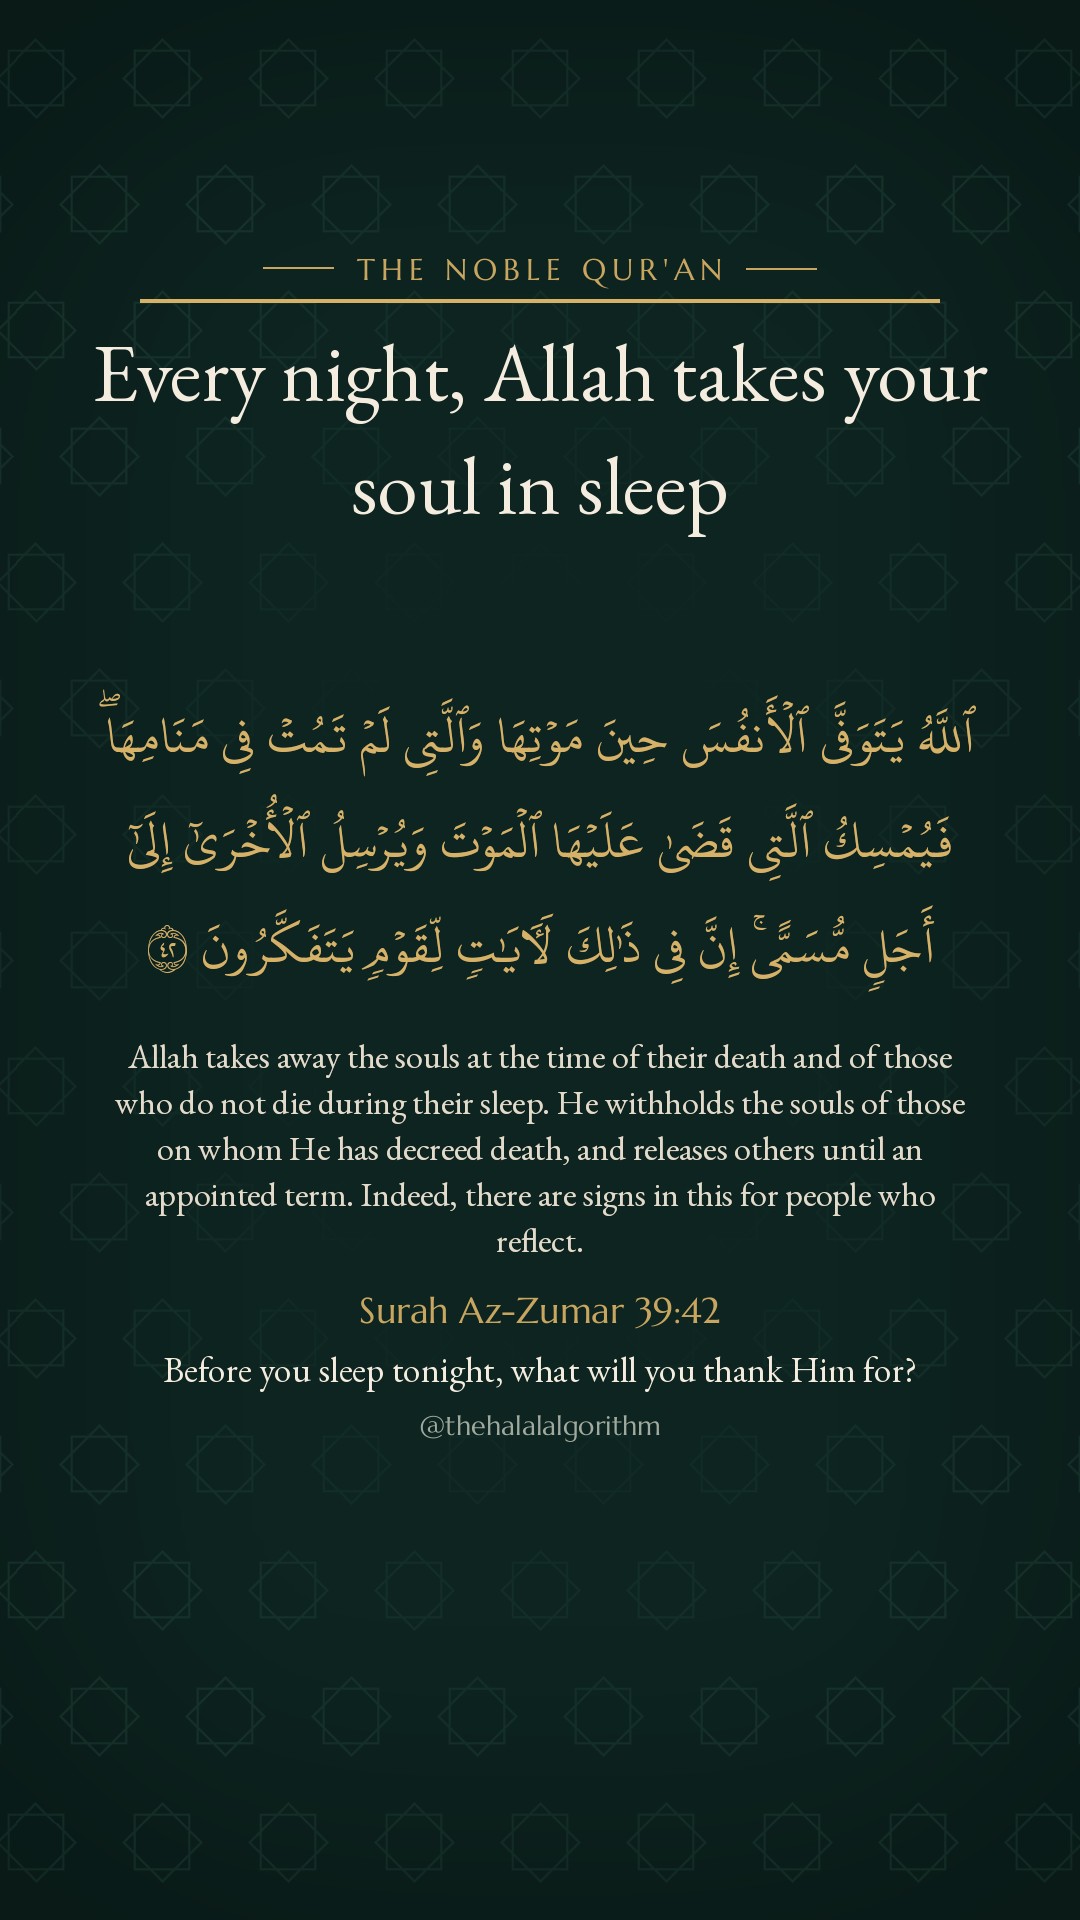 THE NOBLE QUR'AN
Every night, Allah takes your
soul in sleep
ٱللَّهُ يَتَوَفَّى ٱلْأَنفُسَ حِينَ مَوْتِهَا وَٱلَّتِى لَمْ تَمُتْ فِى مَنَامِهَا ۖ
فَيُمْسِكُ ٱلَّتِى قَضَىٰ عَلَيْهَا ٱلْمَوْتَ وَيُرْسِلُ ٱلْأُخْرَىٰٓ إِلَىٰٓ
أَجَلٍ مُّسَمًّى ۚ إِنَّ فِى ذَٰلِكَ لَـَٔايَـٰتٍ لِّقَوْمٍ يَتَفَكَّرُونَ ٤٢
Allah takes away the souls at the time of their death and of those
who do not die during their sleep. He withholds the souls of those
on whom He has decreed death, and releases others until an
appointed term. Indeed, there are signs in this for people who
reflect.
Surah Az-Zumar 39:42
Before you sleep tonight, what will you thank Him for?
@thehalalalgorithm